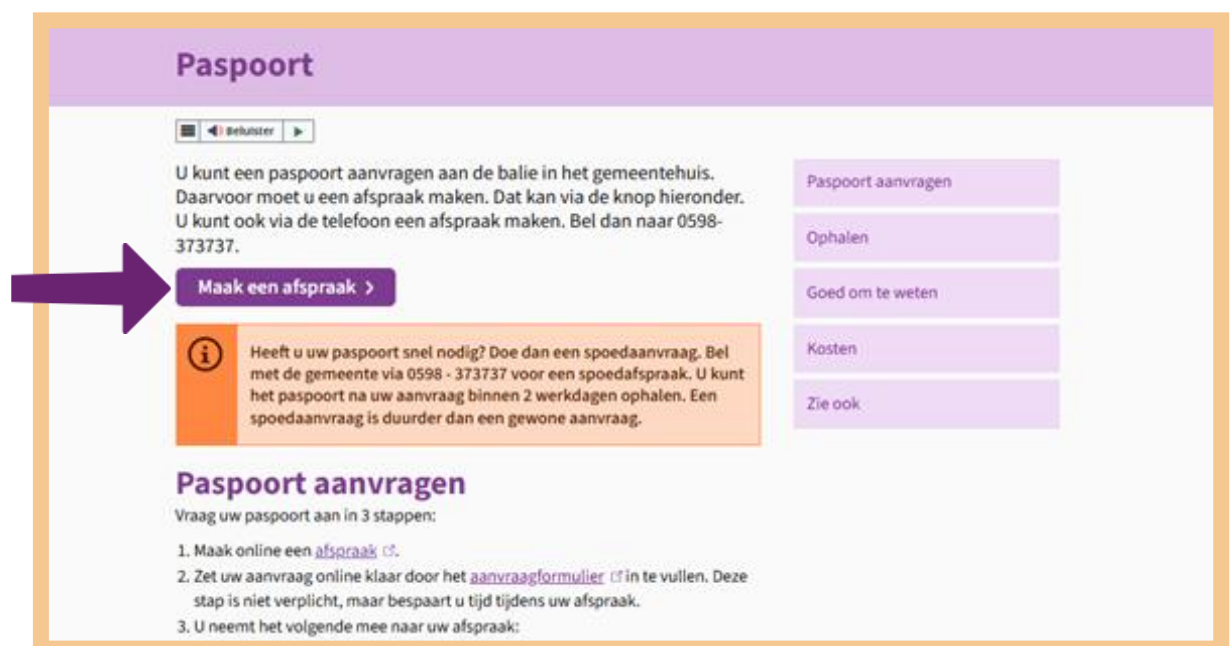 Paspoort
Beluister
U kunt een paspoort aanvragen aan de balie in het gemeentehuis.
Daarvoor moet u een afspraak maken. Dat kan via de knop hieronder.
U kunt ook via de telefoon een afspraak maken. Bel dan naar 0598-
373737.
Maak een afspraak
Heeft u uw paspoort snel nodig? Doe dan een spoedaanvraag. Bel
met de gemeente via 0598 - 373737 voor een spoedafspraak. U kunt
het paspoort na uw aanvraag binnen 2 werkdagen ophalen. Een
spoedaanvraag is duurder dan een gewone aanvraag.
Paspoort aanvragen
Vraag uw paspoort aan in 3 stappen:
1. Maak online een afspraak.
2. Zet uw aanvraag online klaar door het aanvraagformulier in te vullen. Deze
stap is niet verplicht, maar bespaart u tijd tijdens uw afspraak.
3. U neemt het volgende mee naar uw afspraak:
Paspoort aanvragen
Ophalen
Goed om te weten
Kosten
Zie ook